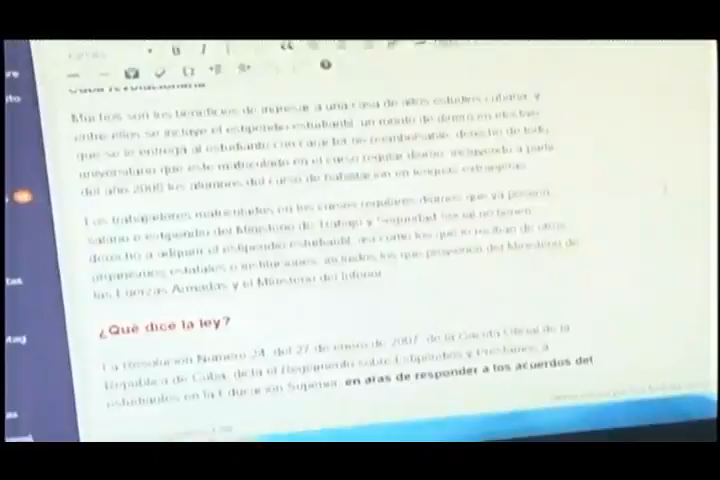 Muchos son los beneficios de ingresar a una casa de altos estudios cubana, y
entre ellos se incluye el estipendio estudiantil, un monto de dinero en efectivo
que se le entrega al estudiante con carácter no reembolsable, derecho de todo
universitario que esté matriculado en el curso regular diurno, incluyendo a partir
del año 2008 los alumnos del curso de habilitación en lenguas extranjeras.
Los trabajadores matriculados en los cursos regulares diurnos que ya poseen
salario o estipendio del Ministerio de Trabajo y Seguridad Social no tienen
derecho a adquirir el estipendio estudiantil, así como los que lo reciban de otros
organismos estatales o instituciones, incluidos los que provienen del Ministerio de
las Fuerzas Armadas y el Ministerio del Interior.
¿Qué dice la ley?
La Resolución Número 24, del 27 de enero de 2007, de la Gaceta Oficial de la
República de Cuba, dicta el Reglamento sobre Estipendios y Préstamos, a
estudiantes en la Educación Superior, en aras de responder a los acuerdos del